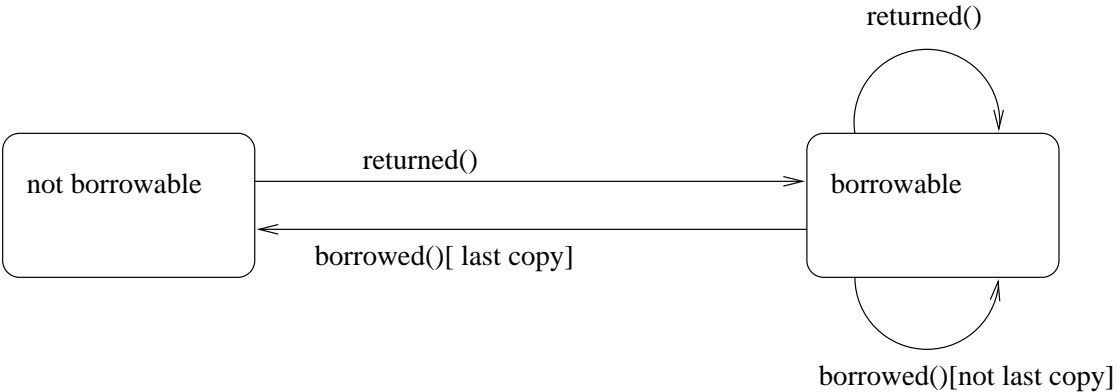 returned()
returned()
not borrowable
borrowable
borrowed()[ last copy]
borrowed()[not last copy]